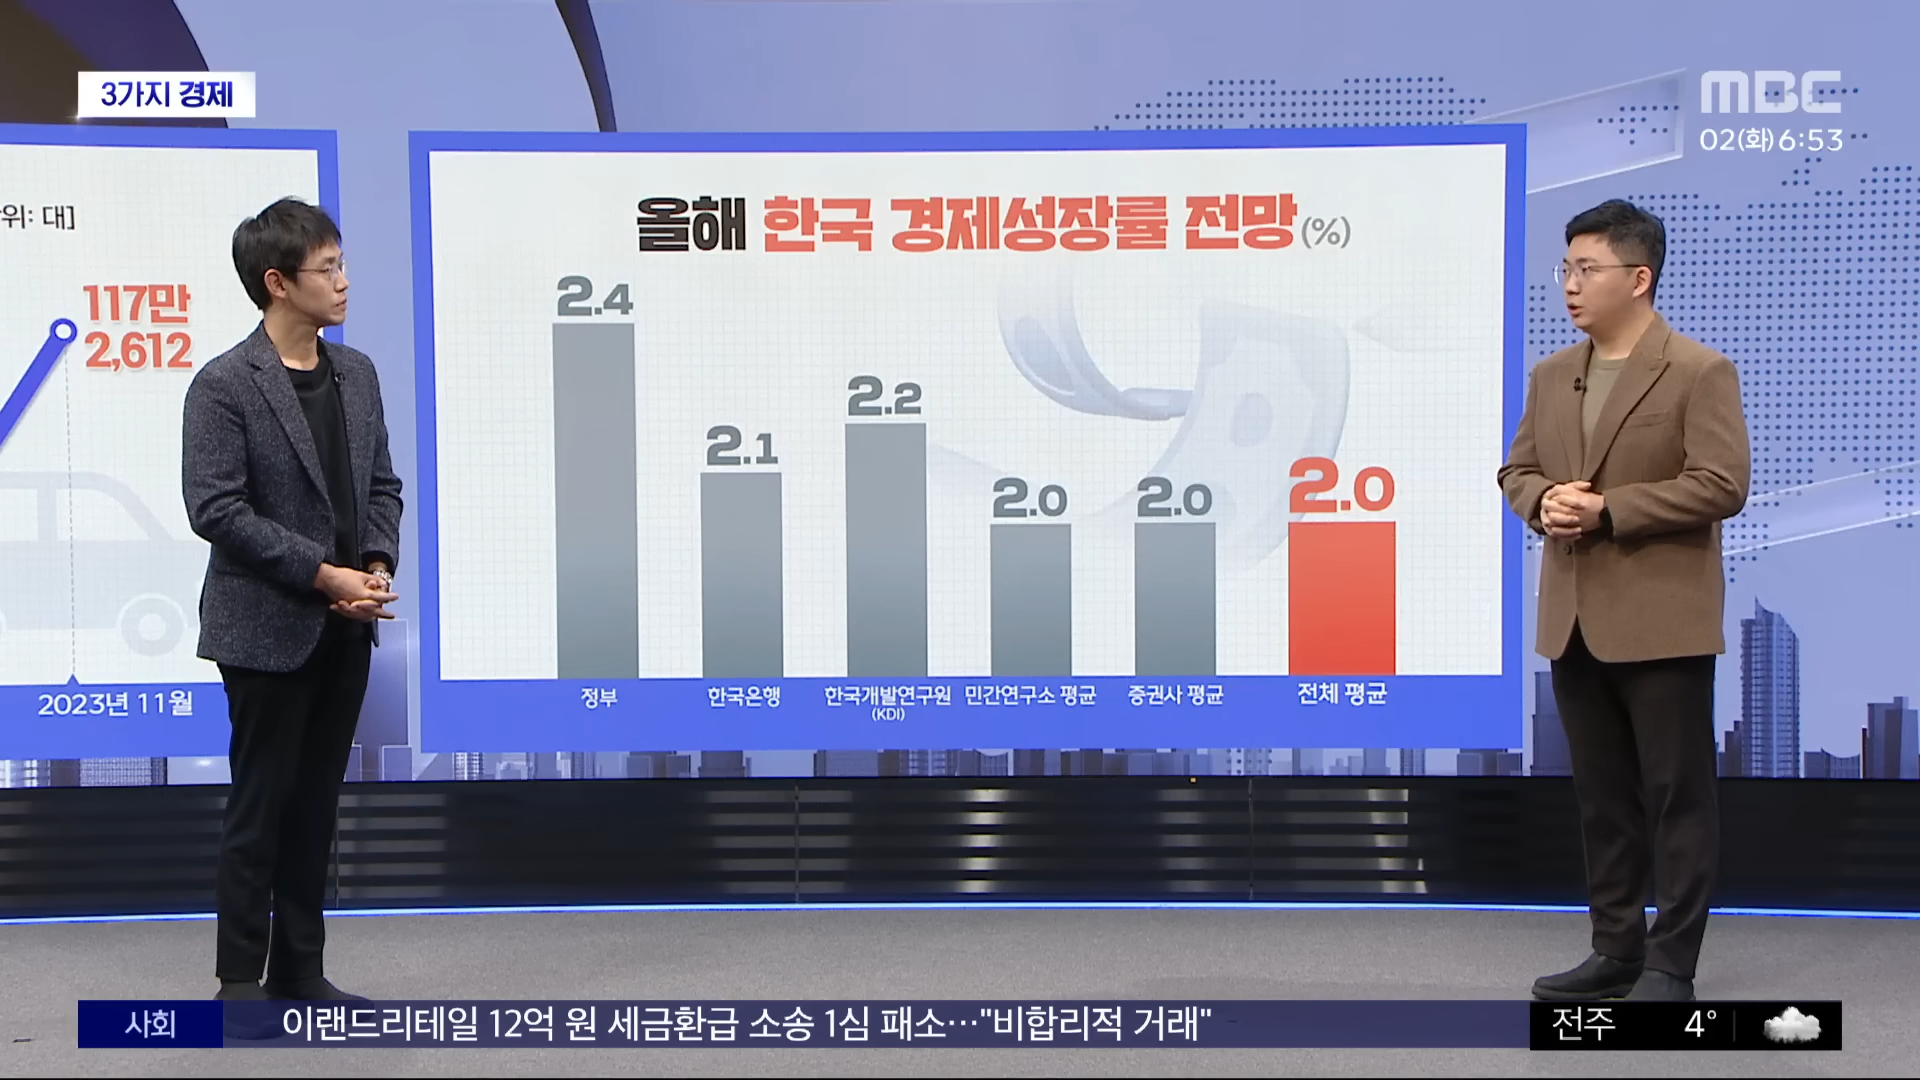 3가지 경제
MBC
02(화) 6:53
위: 대]
117만
2,612
2023년 11월
올해 한국 경제성장률 전망(%)
2.4
2.1
2.2
2.0
2.0
2.0
정부
한국은행
한국개발연구원
(KDI)
민간연구소 평균
증권사 평균
전체 평균
사회
이랜드리테일 12억 원 세금환급 소송 1심 패소…"비합리적 거래"
전주 4°